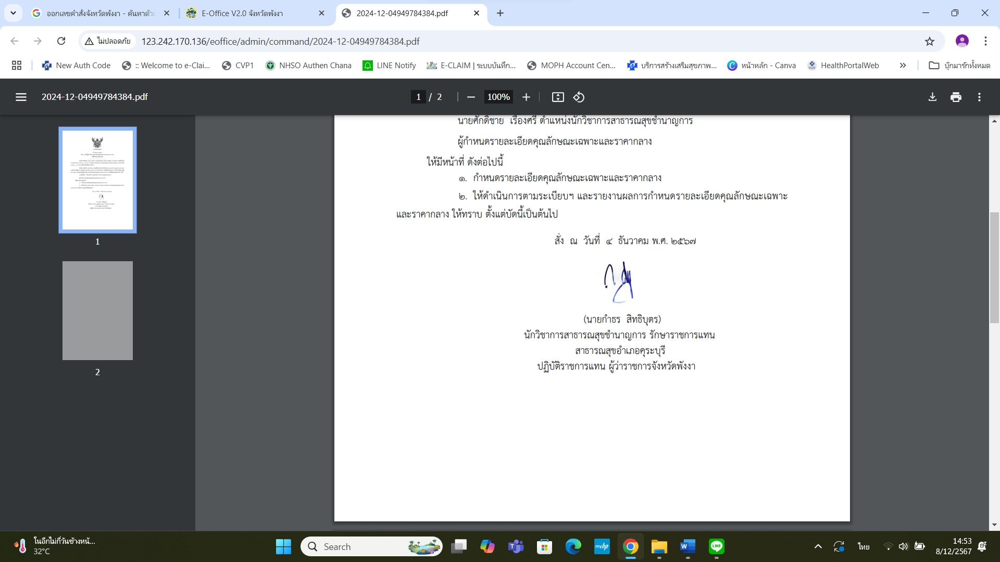 ออกเลขคำสั่งจังหวัดพังงา - ค้นหาด้วย
E-Office V2.0 จังหวัดพังงา
2024-12-04949784384.pdf
ไม่ปลอดภัย
123.242.170.136/eoffice/admin/command/2024-12-04949784384.pdf
New Auth Code
:: Welcome to e-Clai...
CVP1
NHSO Authen Chana
LINE Notify
E-CLAIM | ระบบบันทึก...
MOPH Account Cen...
บริการสร้างเสริมสุขภาพ...
หน้าหลัก - Canva
HealthPortalWeb
บุ๊กมาร์กทั้งหมด
2024-12-04949784384.pdf
1 / 2
100%
1
2
นายศักดิชาย เรืองศรี ตำแหน่งนักวิชาการสาธารณสุขชำนาญการ
ผู้กำหนดรายละเอียดคุณลักษณะเฉพาะและราคากลาง
ให้มีหน้าที่ ดังต่อไปนี้
๑. กำหนดรายละเอียดคุณลักษณะเฉพาะและราคากลาง
๒. ให้ดำเนินการตามระเบียบฯ และรายงานผลการกำหนดรายละเอียดคุณลักษณะเฉพาะ
และราคากลาง ให้ทราบ ตั้งแต่บัดนี้เป็นต้นไป
สั่ง ณ วันที่ ๔ ธันวาคม พ.ศ. ๒๕๖๗
(นายกำธร สิทธิบุตร)
นักวิชาการสาธารณสุขชำนาญการ รักษาราชการแทน
สาธารณสุขอำเภอคุระบุรี
ปฏิบัติราชการแทน ผู้ว่าราชการจังหวัดพังงา
ในอีกไม่กี่วันข้างหน้...
32°C
Search
myhp
LINE
ไทย
14:53
8/12/2567